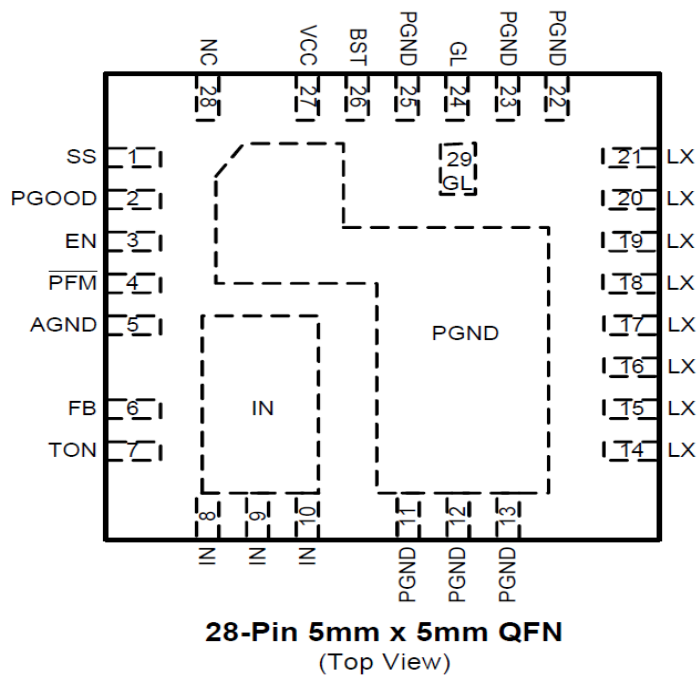 NC VCC BST PGND GL PGND PGND
28 27 26 25 24 23 22
SS 1 29 21 LX
GL
PGOOD 2 20 LX
EN 3 19 LX
PFM 4 18 LX
AGND 5 PGND 17 LX
16 LX
FB 6 IN 15 LX
TON 7 14 LX
8 9 10 11 12 13
IN IN IN PGND PGND PGND
28-Pin 5mm x 5mm QFN
(Top View)